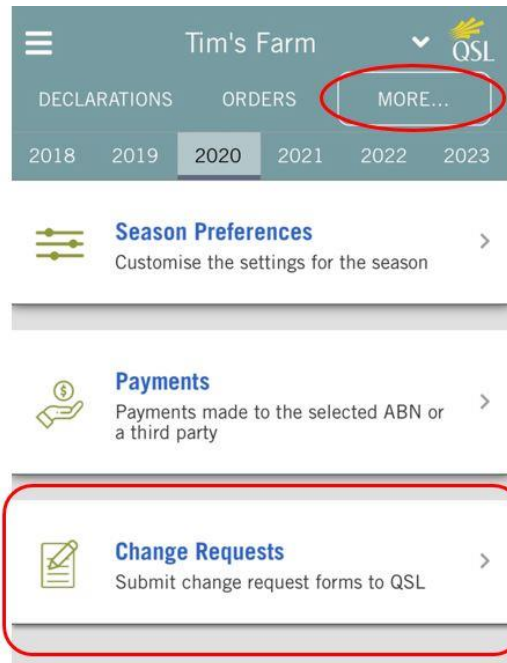 Tim's Farm
QSL
DECLARATIONS ORDERS MORE...
2018 2019 2020 2021 2022 2023
Season Preferences
Customise the settings for the season
Payments
Payments made to the selected ABN or
a third party
Change Requests
Submit change request forms to QSL